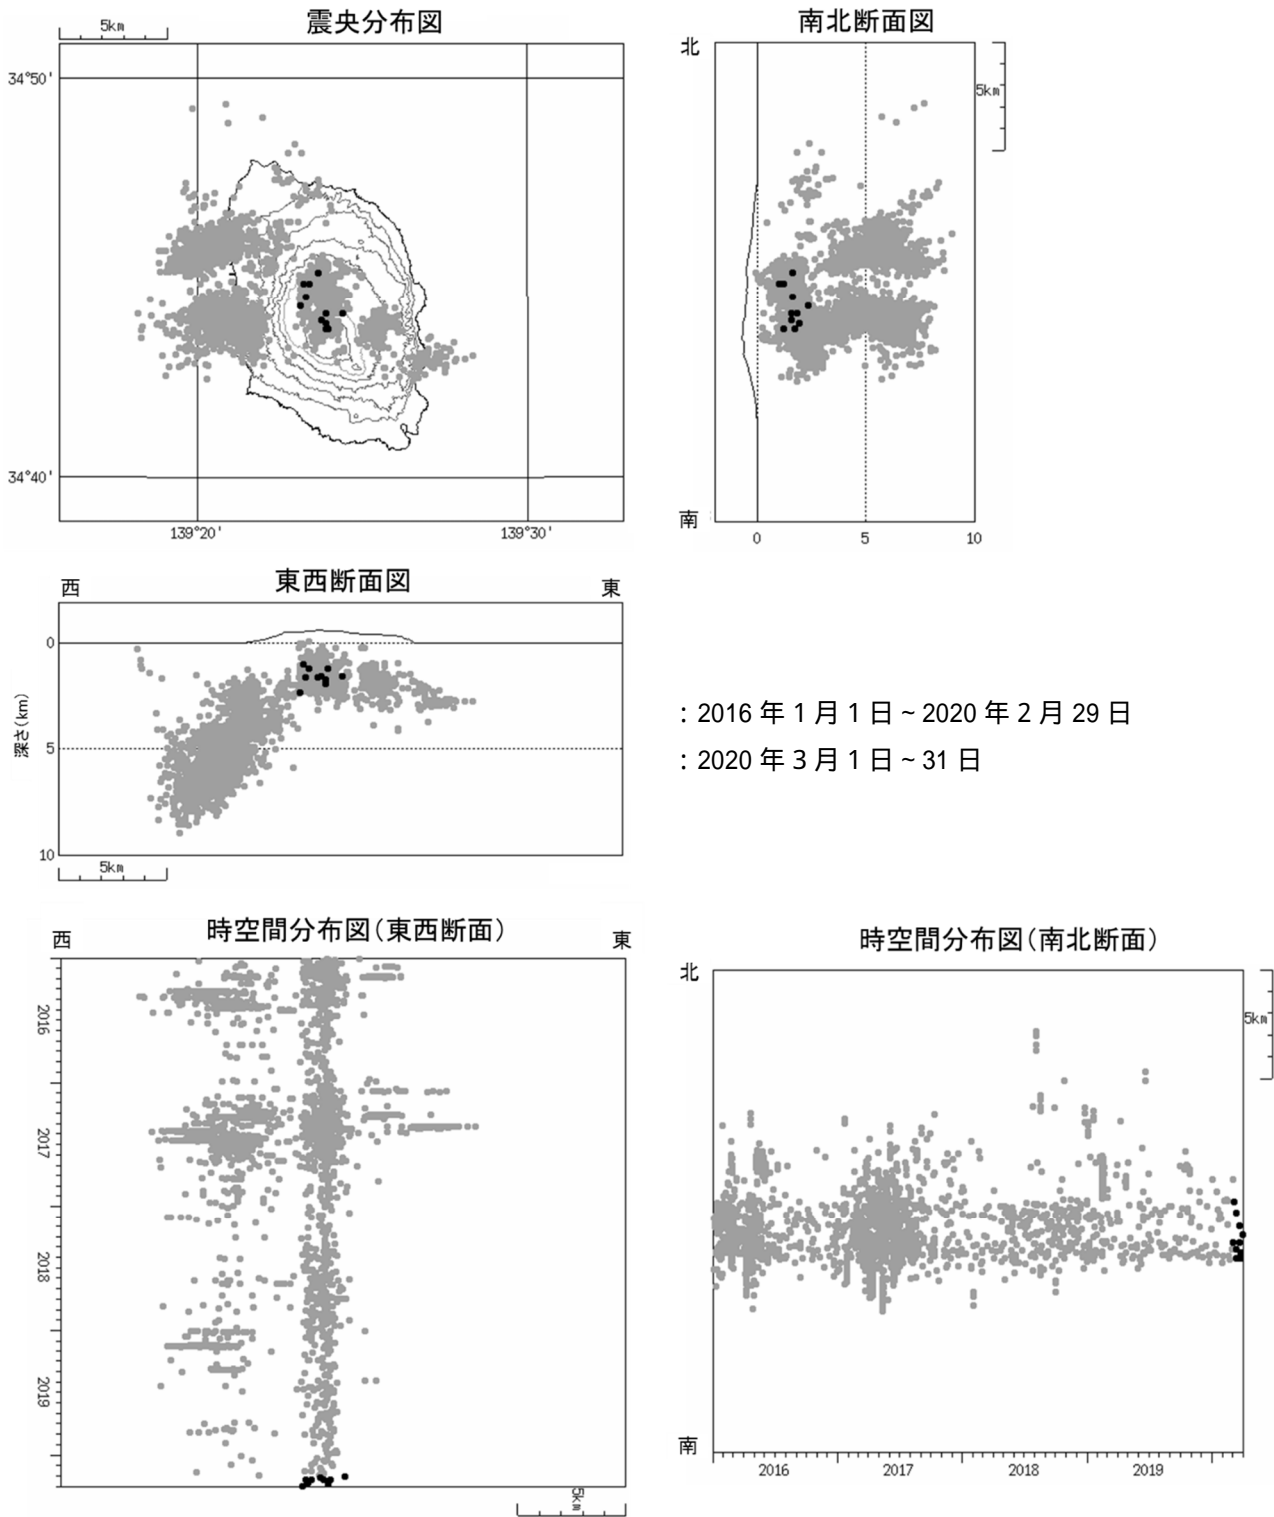 震央分布図
5km
34°50'
34°40'
139°20'
139°30'
南北断面図
北
5km
南
0
5
10
東西断面図
西
東
0
5
10
深さ(km)
5km
：2016 年 1 月 1 日 ~ 2020 年 2 月 29 日
：2020 年 3 月 1 日 ~ 31 日
時空間分布図（東西断面）
西
東
2016
2017
2018
2019
5km
時空間分布図（南北断面）
北
5km
南
2016
2017
2018
2019